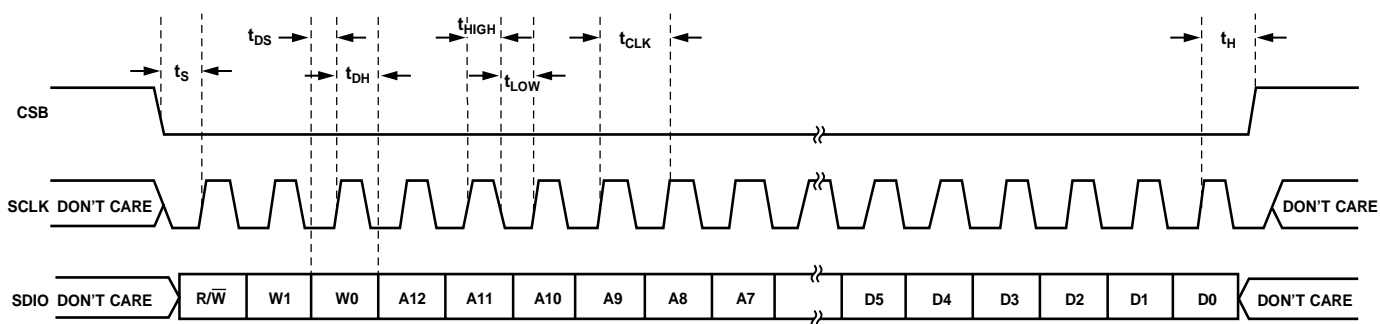 tDS
tHIGH
tCLK
tH
tS
tDH
tLOW
CSB
SCLK DON'T CARE
DON'T CARE
SDIO DON'T CARE R/W̅ W1 W0 A12 A11 A10 A9 A8 A7 D5 D4 D3 D2 D1 D0 DON'T CARE